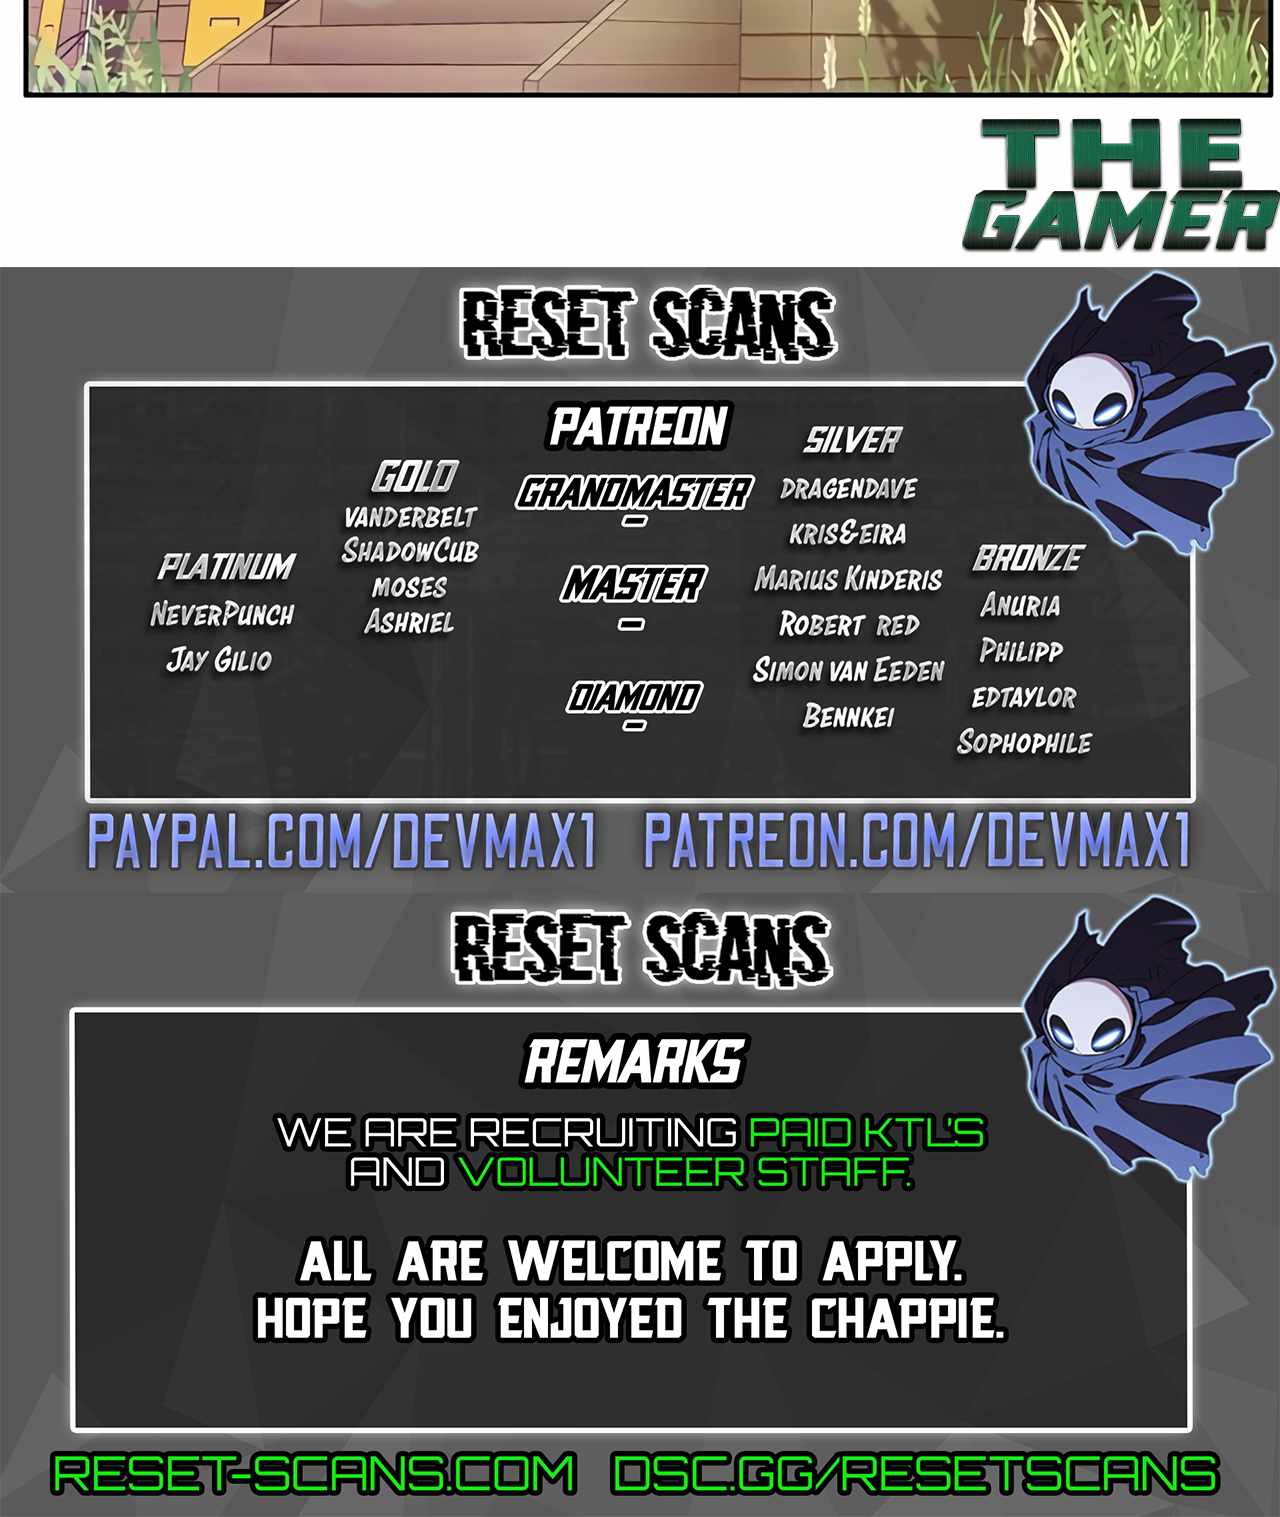 THE
GAMER
RESET SCANS
PATREON
GRANDMASTER
-
MASTER
-
DIAMOND
-
PLATINUM
NEVERPUNCH
JAY GILIO
GOLD
VANDERBELT
SHADOWCUB
MOSES
ASHRIEL
SILVER
DRAGENDAVE
KRIS&EIRA
MARIUS KINDERIS
ROBERT RED
SIMON VAN EEDEN
BENNKEI
BRONZE
ANURIA
PHILIPP
EDTAYLOR
SOPHOPHILE
PAYPAL.COM/DEVMAX1 PATREON.COM/DEVMAX1
RESET SCANS
REMARKS
WE ARE RECRUITING PAID KTL'S
AND VOLUNTEER STAFF.
ALL ARE WELCOME TO APPLY.
HOPE YOU ENJOYED THE CHAPPIE.
RESET-SCANS.COM DSC.GG/RESETSCANS